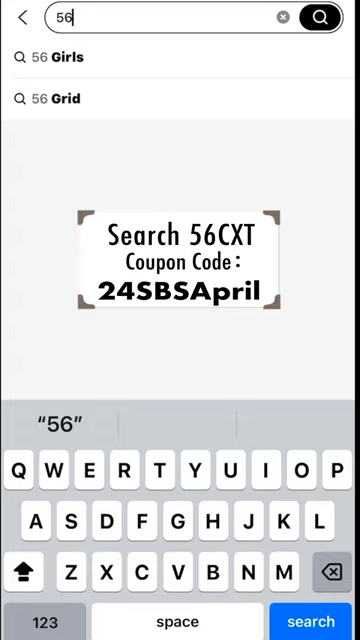 56
56 Girls
56 Grid
Search 56CXT
Coupon Code:
24SBSApril
“56”
Q W E R T Y U I O P
A S D F G H J K L
Z X C V B N M
123 space search